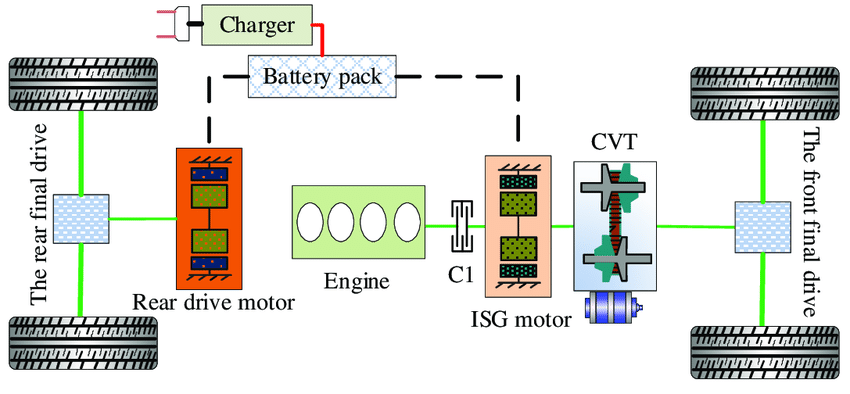 Charger
Battery pack
CVT
The rear final drive
The front final drive
Engine
C1
Rear drive motor
ISG motor